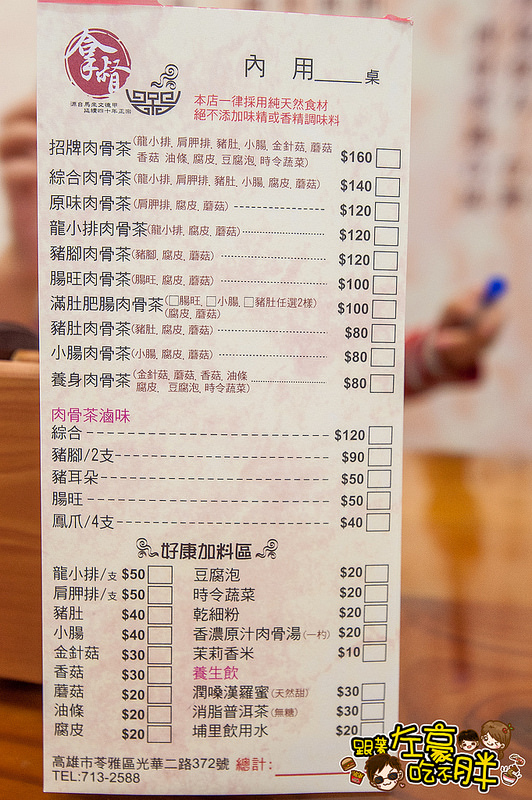 拿督
源自馬來文遶甲
延續四十年正宗
內 用____桌
本店一律採用純天然食材
絕不添加味精或香精調味料
招牌肉骨茶(龍小排, 肩胛排, 豬肚, 小腸, 金針菇, 蘑菇
香菇 油條, 腐皮, 豆腐泡, 時令蔬菜) $160
綜合肉骨茶(龍小排, 肩胛排, 豬肚, 小腸, 腐皮, 蘑菇) $140
原味肉骨茶(肩胛排, 腐皮, 蘑菇) $120
龍小排肉骨茶(龍小排, 腐皮, 蘑菇) $120
豬腳肉骨茶(豬腳, 腐皮, 蘑菇) $120
腸旺肉骨茶(腸旺, 腐皮, 蘑菇) $100
滿肚肥腸肉骨茶(□腸旺, □小腸, □豬肚任選2樣)
(腐皮, 蘑菇) $100
豬肚肉骨茶(豬肚, 腐皮, 蘑菇) $80
小腸肉骨茶(小腸, 腐皮, 蘑菇) $80
養身肉骨茶(金針菇, 蘑菇, 香菇, 油條
腐皮, 豆腐泡, 時令蔬菜) $80
肉骨茶滷味
綜合 $120
豬腳/2支 $90
豬耳朵 $50
腸旺 $50
鳳爪/4支 $40
好康加料區
龍小排/支 $50 豆腐泡 $20
肩胛排/支 $50 時令蔬菜 $20
豬肚 $40 乾細粉 $20
小腸 $40 香濃原汁肉骨湯(一杓) $20
金針菇 $30 茉莉香米 $10
香菇 $30 養生飲
蘑菇 $20 潤嗓漢羅蜜(天然甜) $30
油條 $20 消脂普洱茶(無糖) $30
腐皮 $20 埔里飲用水 $20
高雄市苓雅區光華二路372號 總計:
TEL:713-2588
跟著左豪吃不胖